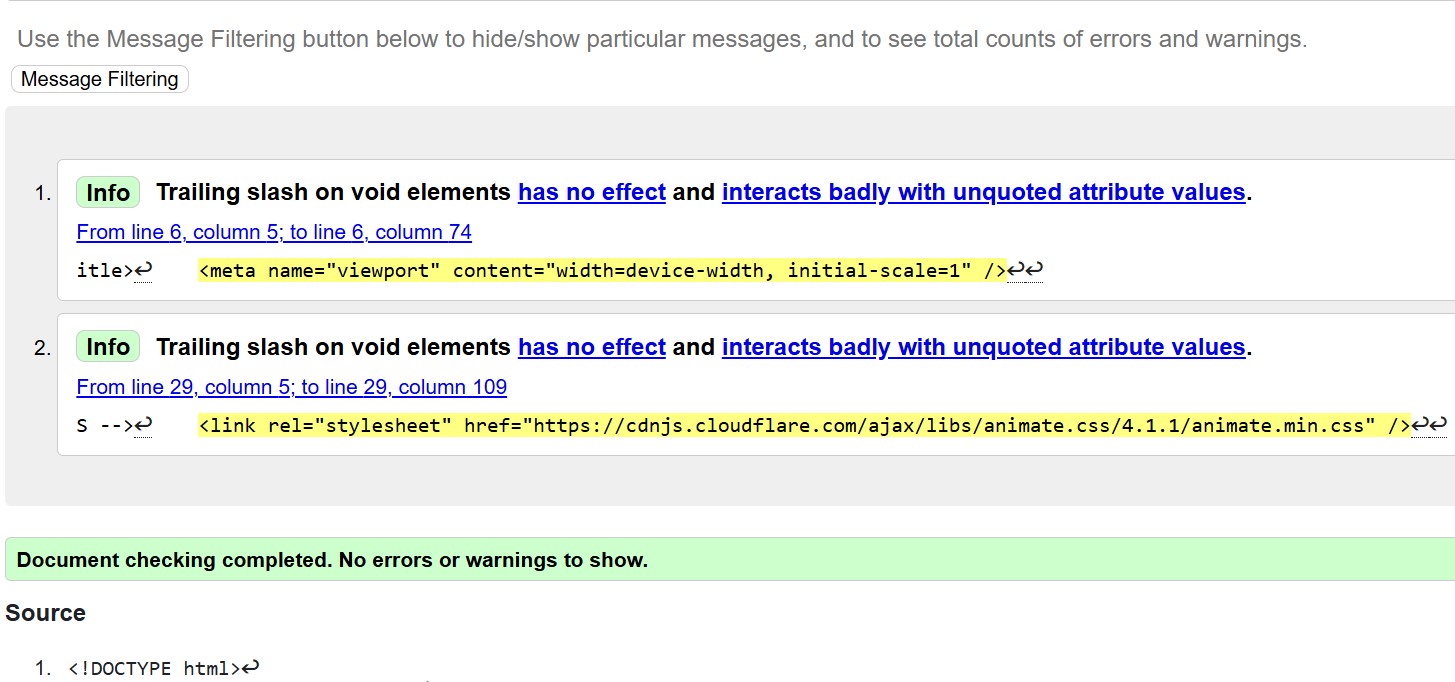 Use the Message Filtering button below to hide/show particular messages, and to see total counts of errors and warnings.
Message Filtering
1. Info Trailing slash on void elements has no effect and interacts badly with unquoted attribute values.
From line 6, column 5; to line 6, column 74
itle>↩    <meta name="viewport" content="width=device-width, initial-scale=1" />↩↩
2. Info Trailing slash on void elements has no effect and interacts badly with unquoted attribute values.
From line 29, column 5; to line 29, column 109
S -->↩    <link rel="stylesheet" href="https://cdnjs.cloudflare.com/ajax/libs/animate.css/4.1.1/animate.min.css" />↩↩
Document checking completed. No errors or warnings to show.
Source
1. <!DOCTYPE html>↩